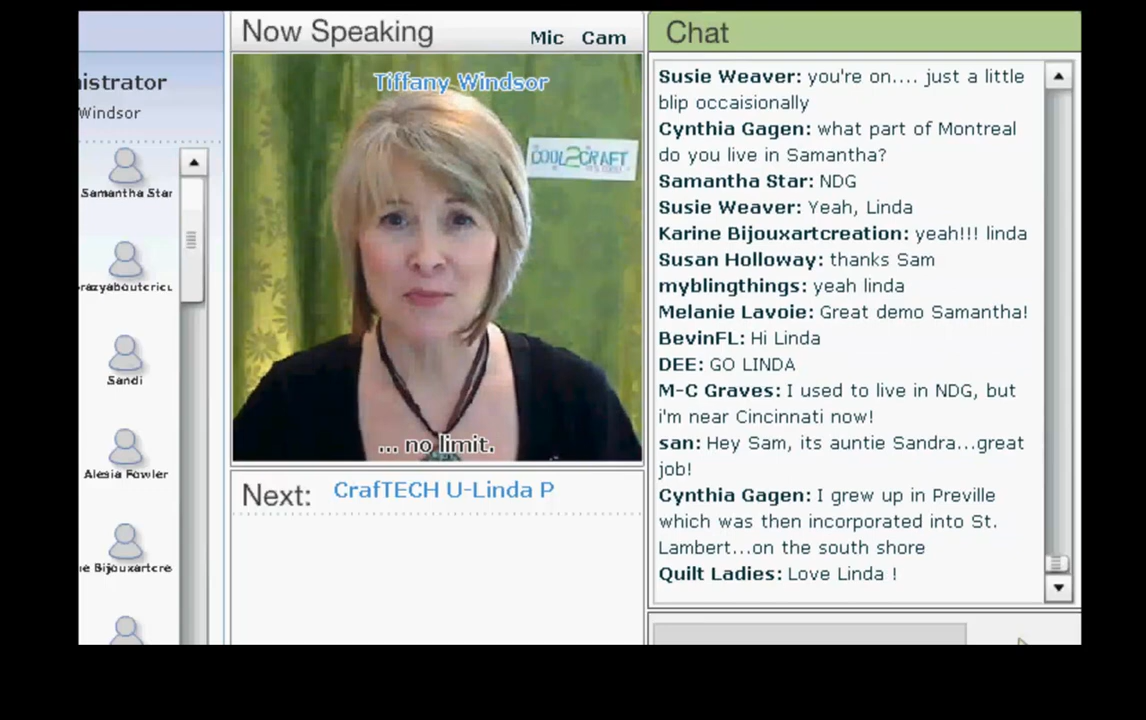 nistrator
Windsor
Samantha Star
razyaboutcricu
Sandi
Alesia Fowler
e Bijouxartcre
Now Speaking
Mic Cam
Tiffany Windsor
COOL2CRAFT
... no limit.
Next: CrafTECH U-Linda P
Chat
Susie Weaver: you're on.... just a little
blip occaisionally
Cynthia Gagen: what part of Montreal
do you live in Samantha?
Samantha Star: NDG
Susie Weaver: Yeah, Linda
Karine Bijouxartcreation: yeah!!! linda
Susan Holloway: thanks Sam
myblingthings: yeah linda
Melanie Lavoie: Great demo Samantha!
BevinFL: Hi Linda
DEE: GO LINDA
M-C Graves: I used to live in NDG, but
i'm near Cincinnati now!
san: Hey Sam, its auntie Sandra...great
job!
Cynthia Gagen: I grew up in Preville
which was then incorporated into St.
Lambert...on the south shore
Quilt Ladies: Love Linda !